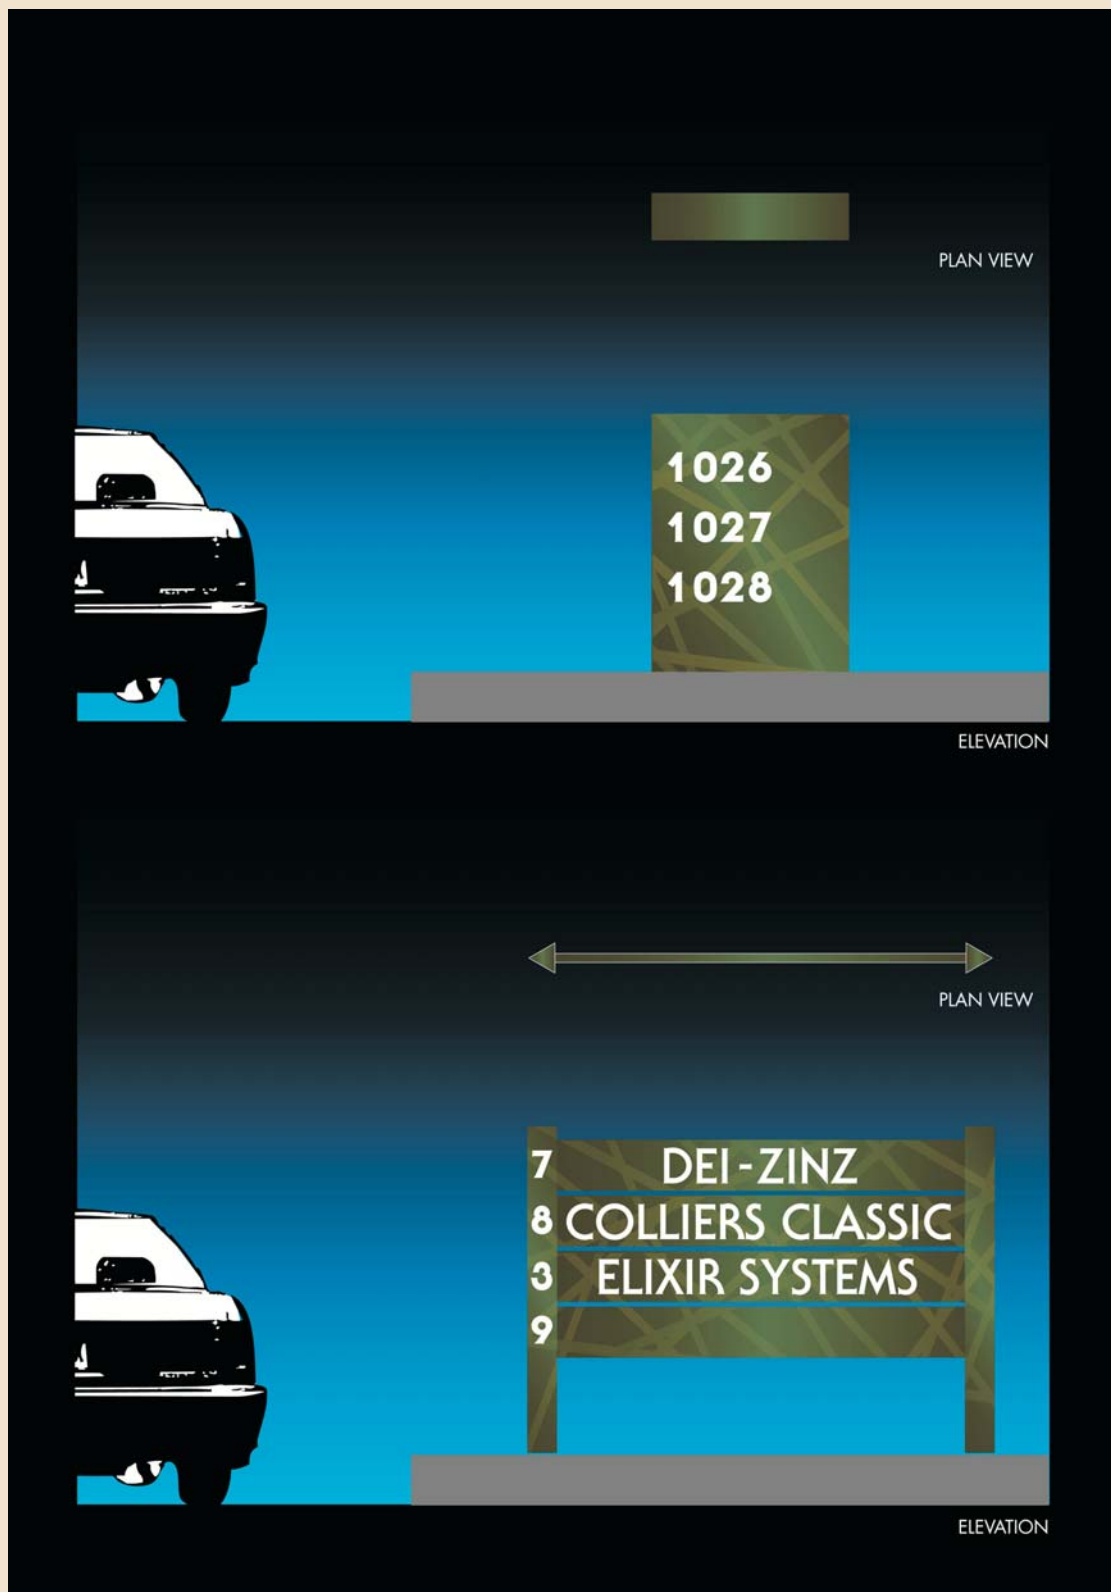 PLAN VIEW
1026
1027
1028
ELEVATION
PLAN VIEW
7 DEI-ZINZ
8 COLLIERS CLASSIC
3 ELIXIR SYSTEMS
9
ELEVATION